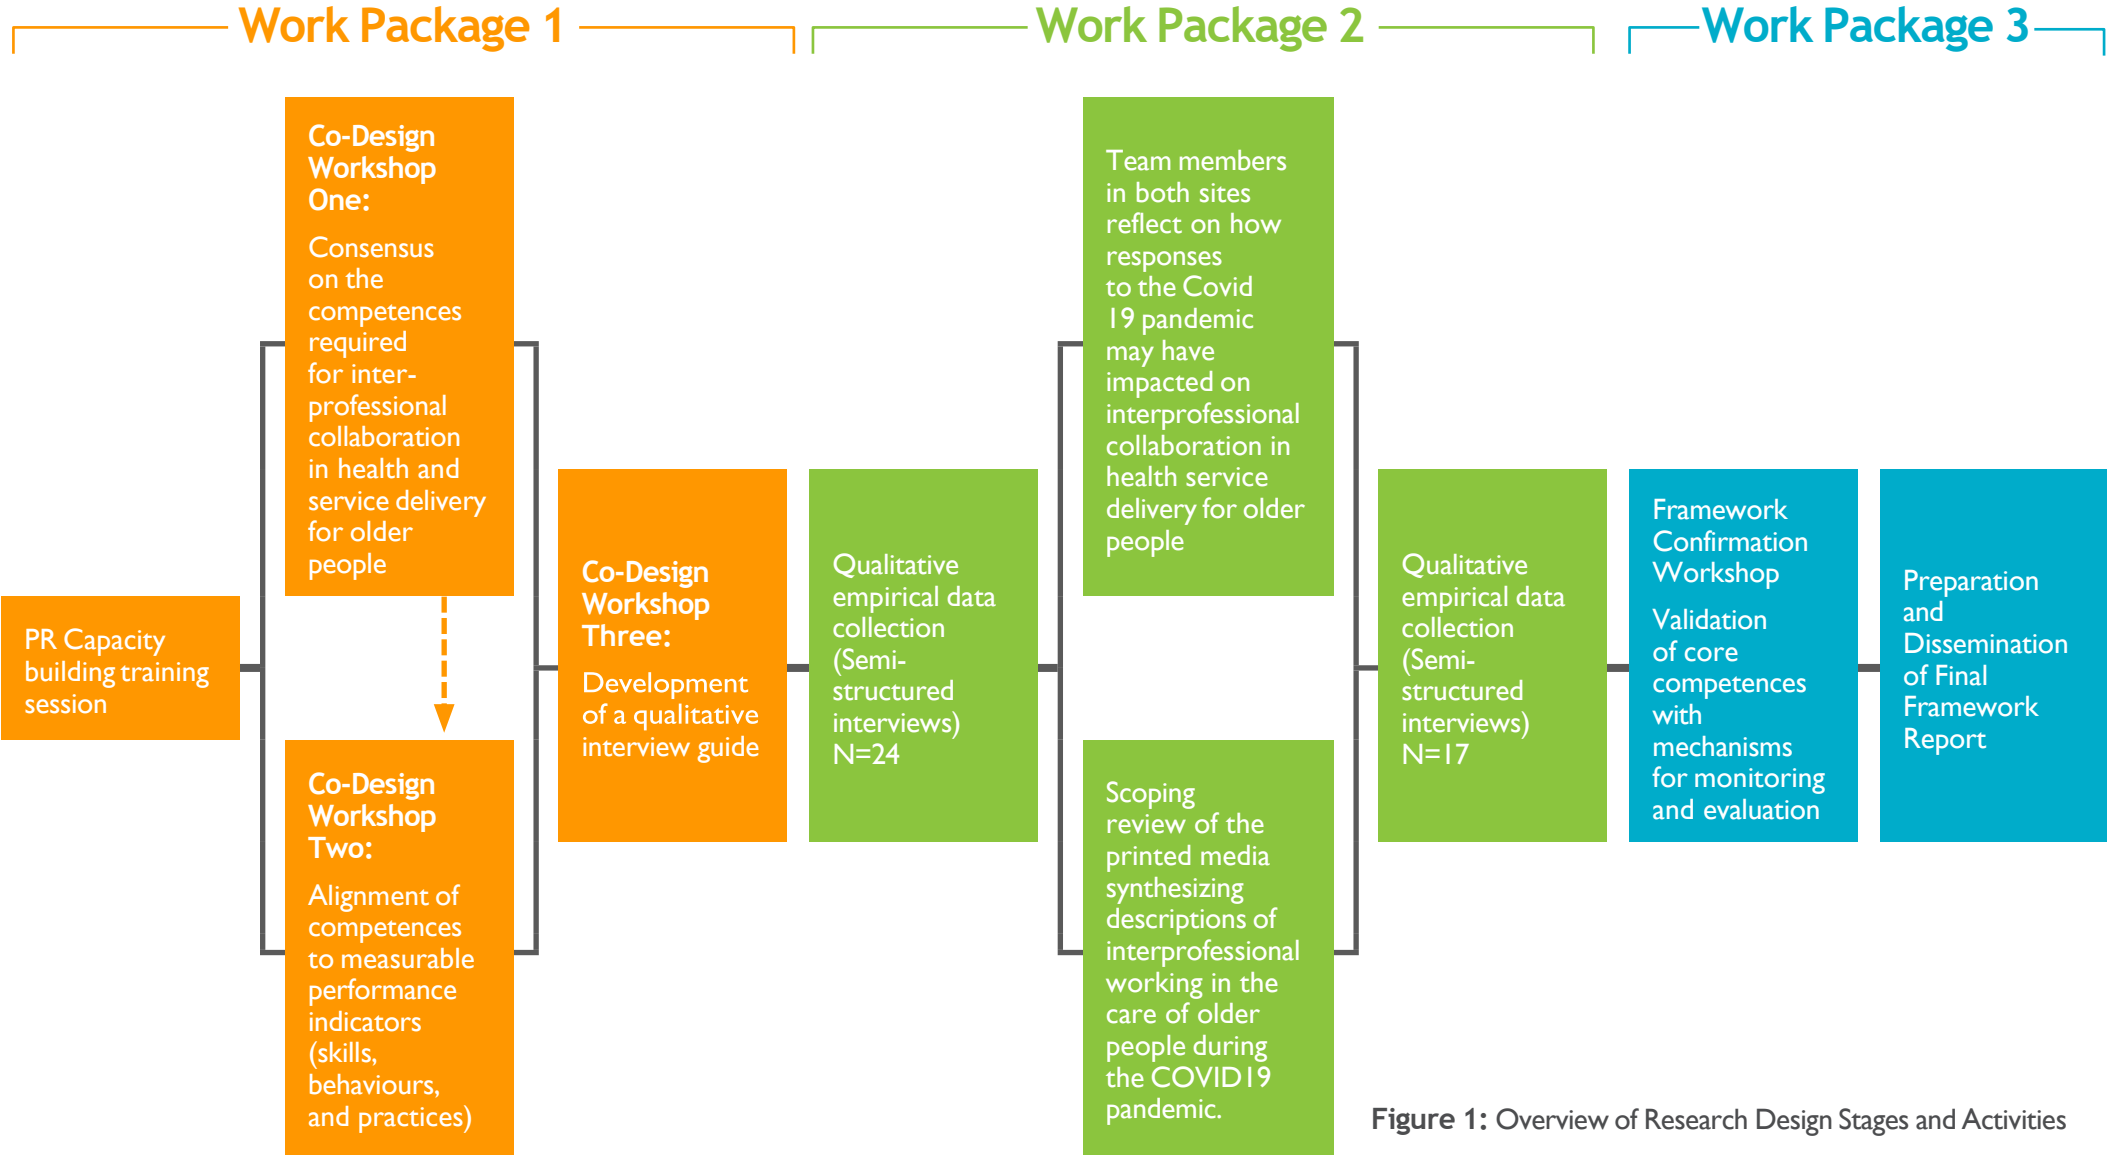 Work Package 1
Work Package 2
Work Package 3
PR Capacity
building training
session
Co-Design
Workshop
One:
Consensus
on the
competences
required
for inter-
professional
collaboration
in health and
service delivery
for older
people
Co-Design
Workshop
Two:
Alignment of
competences
to measurable
performance
indicators
(skills,
behaviours,
and practices)
Co-Design
Workshop
Three:
Development
of a qualitative
interview guide
Qualitative
empirical data
collection
(Semi-
structured
interviews)
N=24
Team members
in both sites
reflect on how
responses
to the Covid
19 pandemic
may have
impacted on
interprofessional
collaboration in
health service
delivery for older
people
Scoping
review of the
printed media
synthesizing
descriptions of
interprofessional
working in the
care of older
people during
the COVID19
pandemic.
Qualitative
empirical data
collection
(Semi-
structured
interviews)
N=17
Framework
Confirmation
Workshop
Validation
of core
competences
with
mechanisms
for monitoring
and evaluation
Preparation
and
Dissemination
of Final
Framework
Report
Figure 1: Overview of Research Design Stages and Activities